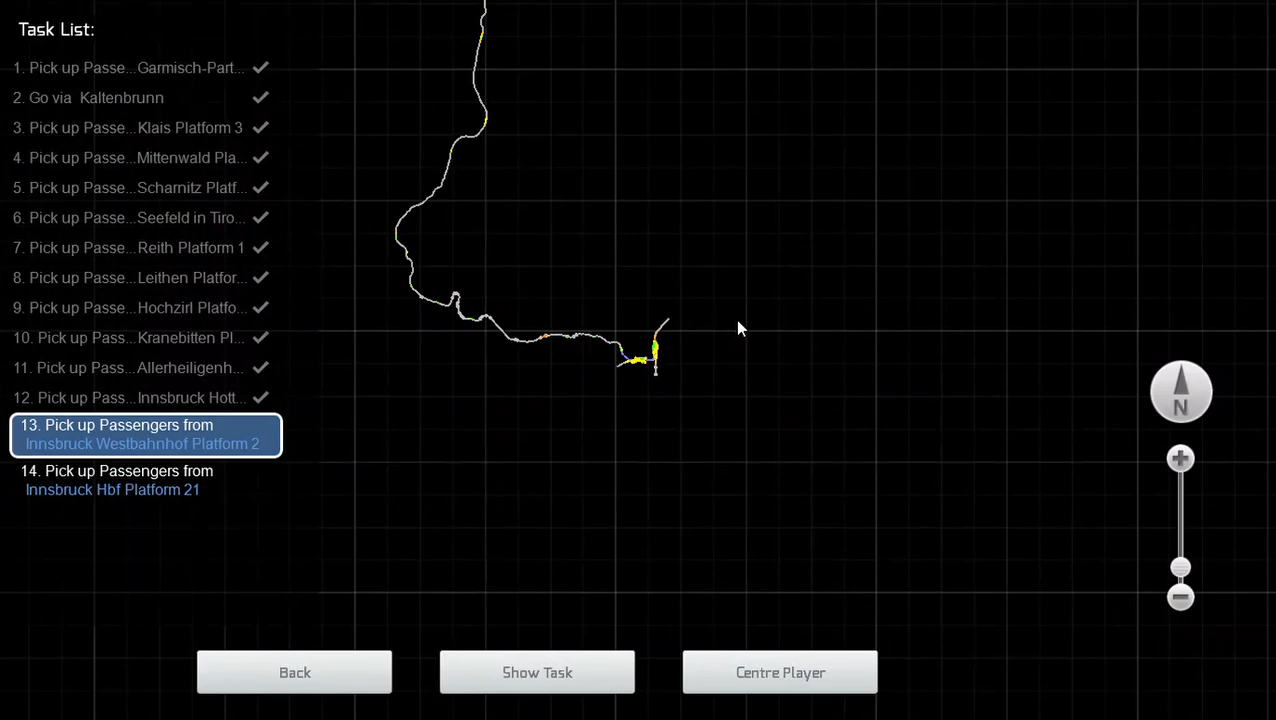 Task List:
1. Pick up Passe...Garmisch-Part...
2. Go via Kaltenbrunn
3. Pick up Passe...Klais Platform 3
4. Pick up Passe...Mittenwald Pla...
5. Pick up Passe...Scharnitz Platf...
6. Pick up Passe...Seefeld in Tiro...
7. Pick up Passe...Reith Platform 1
8. Pick up Passe...Leithen Platfor...
9. Pick up Passe...Hochzirl Platfo...
10. Pick up Pass...Kranebitten Pl...
11. Pick up Pass...Allerheiligenh...
12. Pick up Pass...Innsbruck Hott...
13. Pick up Passengers from
Innsbruck Westbahnhof Platform 2
14. Pick up Passengers from
Innsbruck Hbf Platform 21
N
Back
Show Task
Centre Player